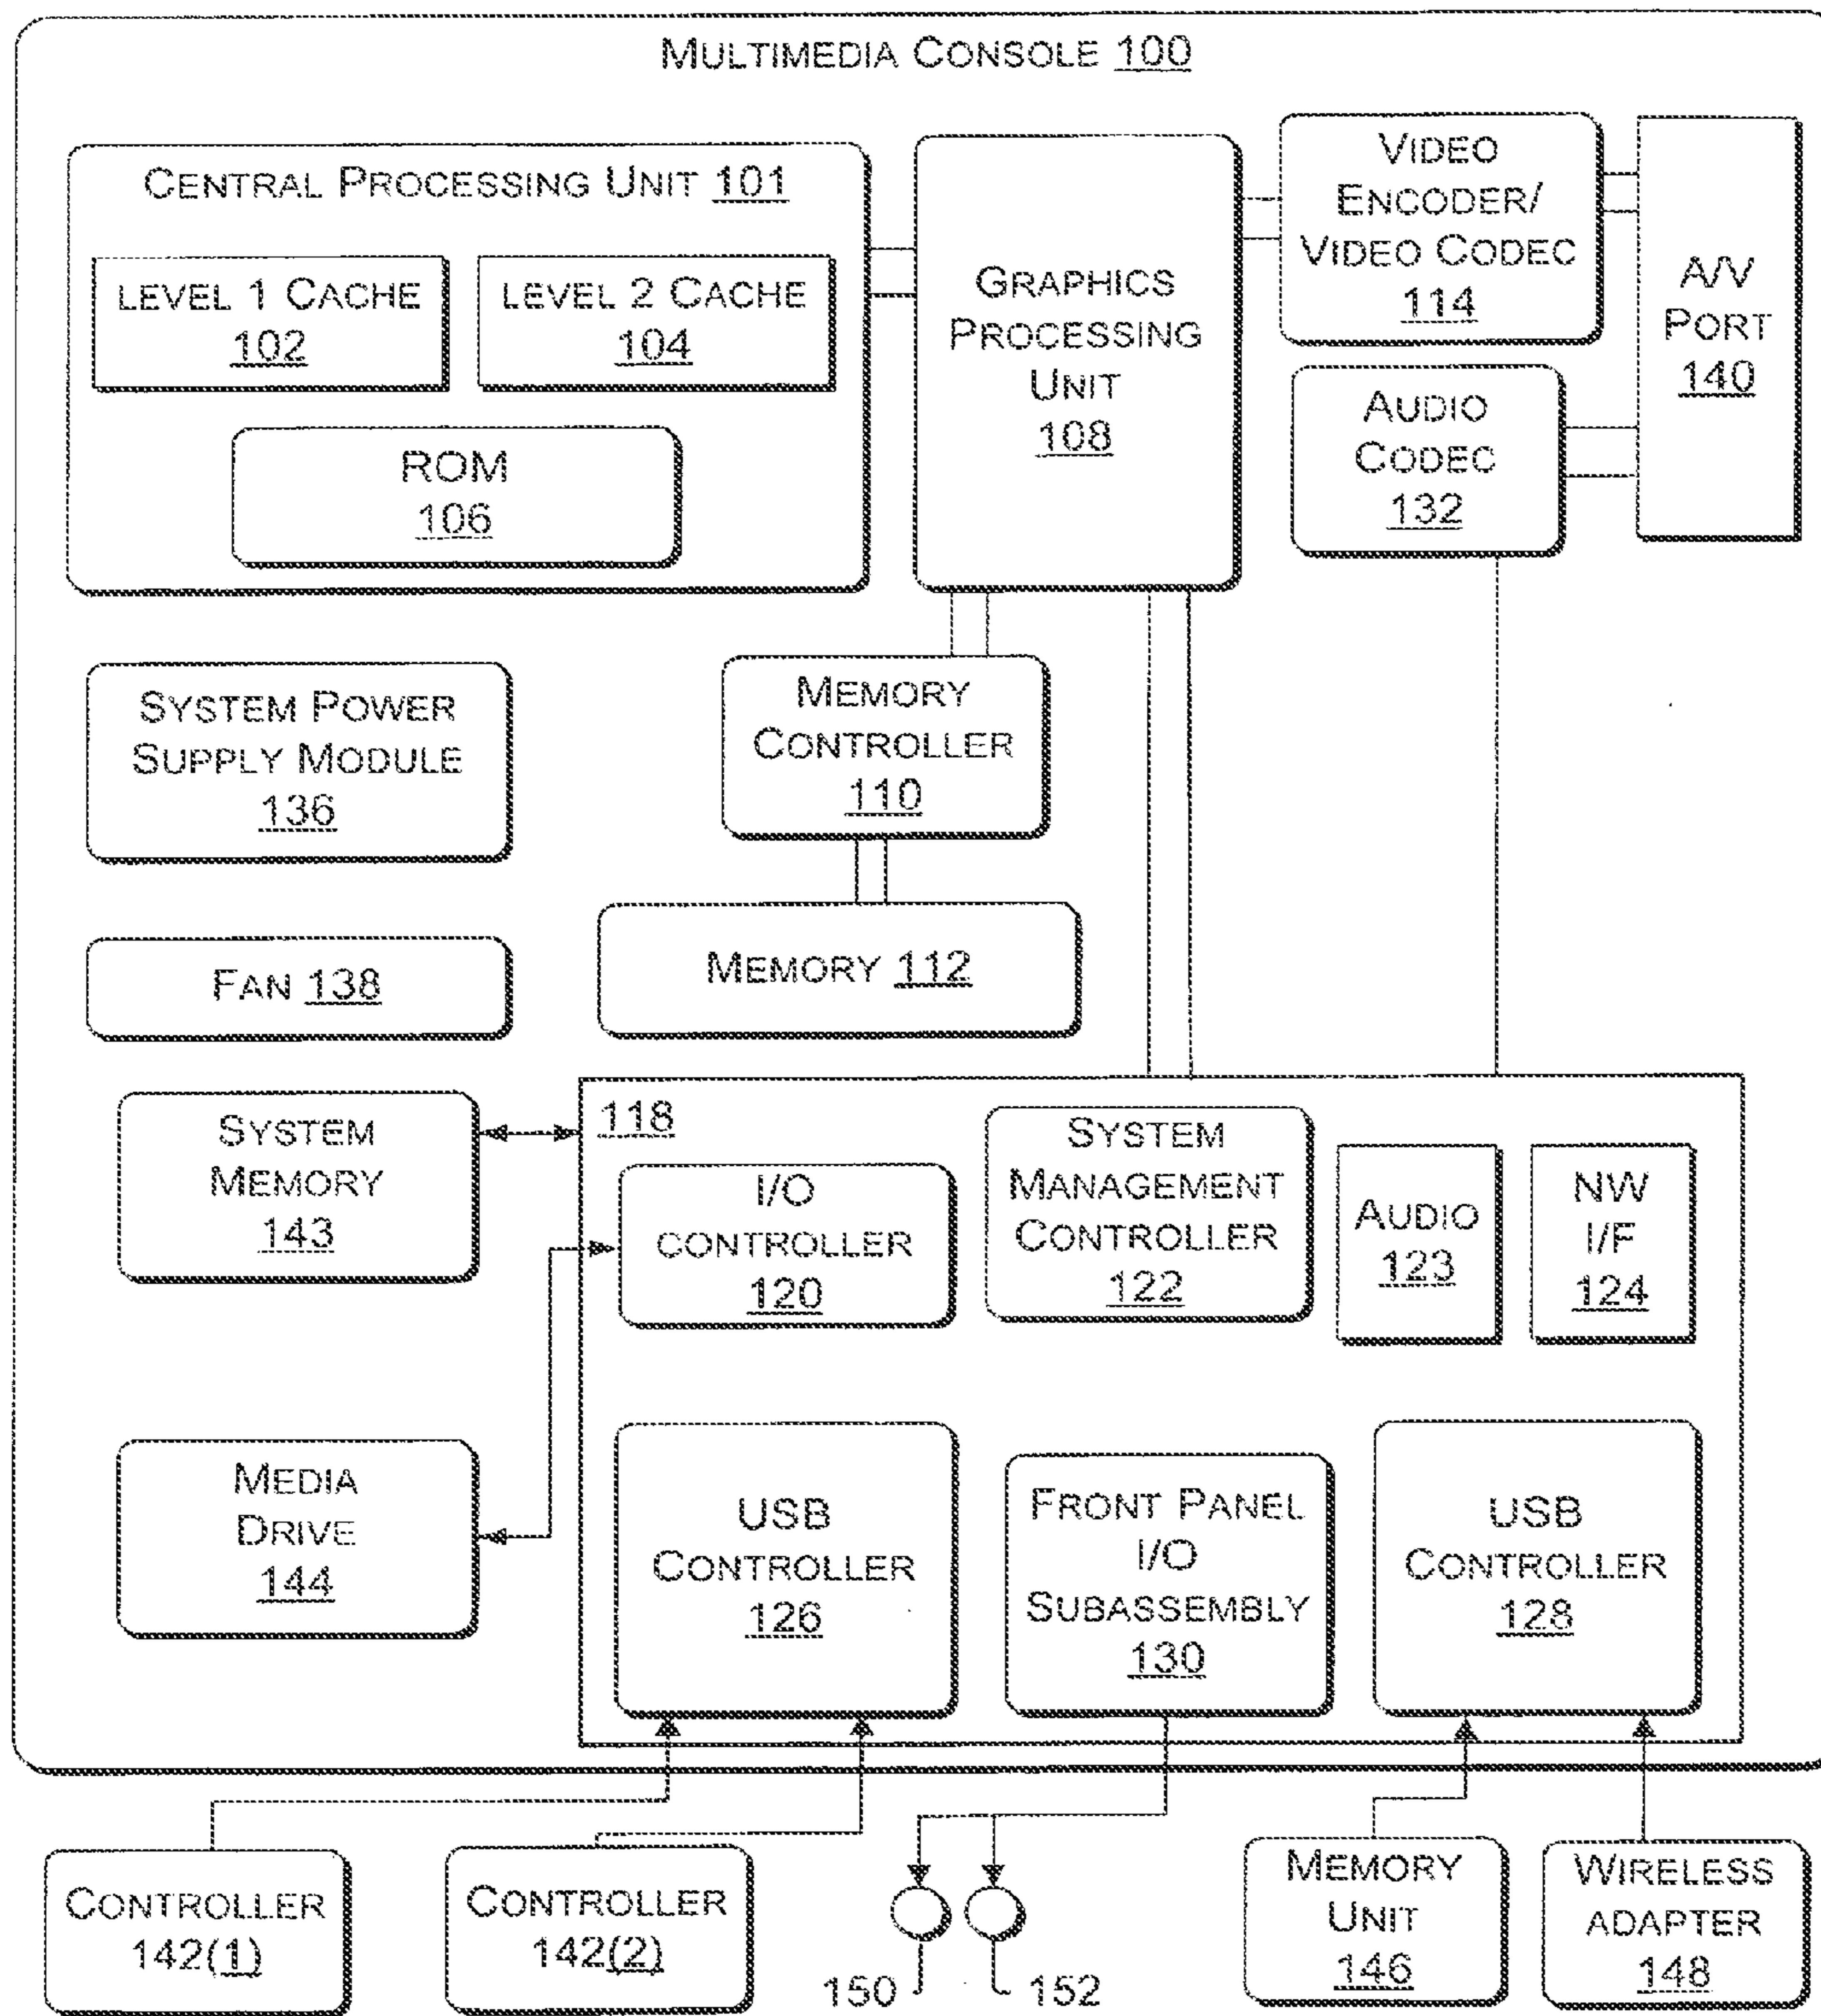 MULTIMEDIA CONSOLE 100
CENTRAL PROCESSING UNIT 101
LEVEL 1 CACHE
102
LEVEL 2 CACHE
104
ROM
106
GRAPHICS
PROCESSING
UNIT
108
VIDEO
ENCODER/
VIDEO CODEC
114
A/V
PORT
140
AUDIO
CODEC
132
SYSTEM POWER
SUPPLY MODULE
136
MEMORY
CONTROLLER
110
FAN 138
MEMORY 112
SYSTEM
MEMORY
143
118
I/O
CONTROLLER
120
SYSTEM
MANAGEMENT
CONTROLLER
122
AUDIO
123
NW
I/F
124
MEDIA
DRIVE
144
USB
CONTROLLER
126
FRONT PANEL
I/O
SUBASSEMBLY
130
USB
CONTROLLER
128
CONTROLLER
142(1)
CONTROLLER
142(2)
150
152
MEMORY
UNIT
146
WIRELESS
ADAPTER
148